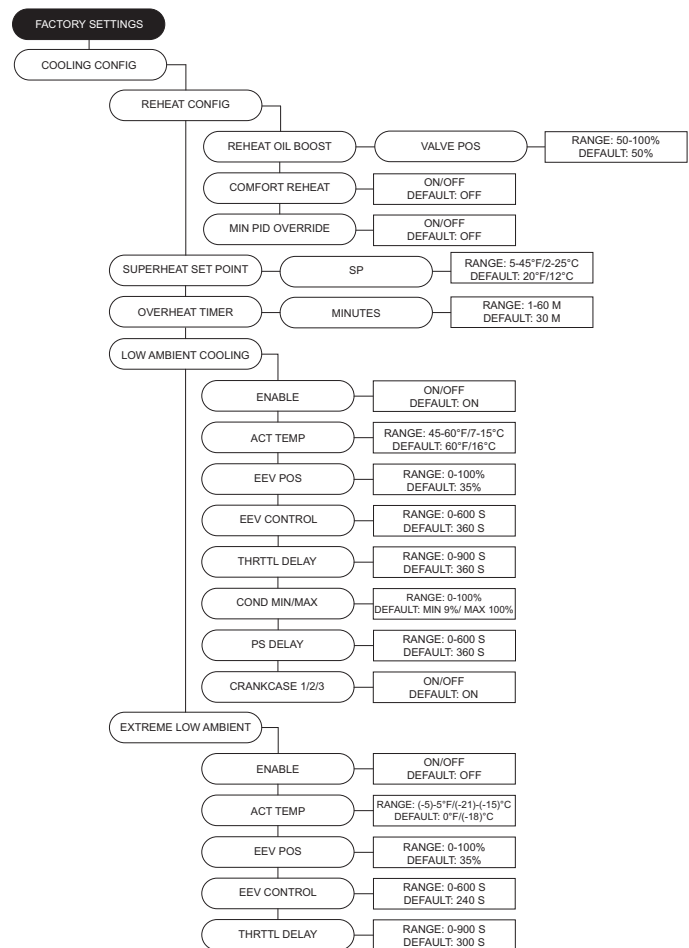 FACTORY SETTINGS
COOLING CONFIG
REHEAT CONFIG
REHEAT OIL BOOST
VALVE POS
RANGE: 50-100%
DEFAULT: 50%
COMFORT REHEAT
ON/OFF
DEFAULT: OFF
MIN PID OVERRIDE
ON/OFF
DEFAULT: OFF
SUPERHEAT SET POINT
SP
RANGE: 5-45°F/2-25°C
DEFAULT: 20°F/12°C
OVERHEAT TIMER
MINUTES
RANGE: 1-60 M
DEFAULT: 30 M
LOW AMBIENT COOLING
ENABLE
ON/OFF
DEFAULT: ON
ACT TEMP
RANGE: 45-60°F/7-15°C
DEFAULT: 60°F/16°C
EEV POS
RANGE: 0-100%
DEFAULT: 35%
EEV CONTROL
RANGE: 0-600 S
DEFAULT: 360 S
THRTTL DELAY
RANGE: 0-900 S
DEFAULT: 360 S
COND MIN/MAX
RANGE: 0-100%
DEFAULT: MIN 9%/ MAX 100%
PS DELAY
RANGE: 0-600 S
DEFAULT: 360 S
CRANKCASE 1/2/3
ON/OFF
DEFAULT: ON
EXTREME LOW AMBIENT
ENABLE
ON/OFF
DEFAULT: OFF
ACT TEMP
RANGE: (-5)-5°F/(-21)-(-15)°C
DEFAULT: 0°F/(-18)°C
EEV POS
RANGE: 0-100%
DEFAULT: 35%
EEV CONTROL
RANGE: 0-600 S
DEFAULT: 240 S
THRTTL DELAY
RANGE: 0-900 S
DEFAULT: 300 S